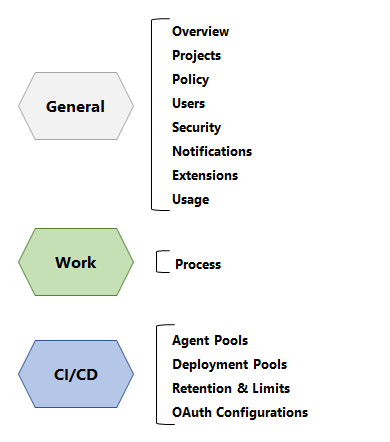 General
Overview
Projects
Policy
Users
Security
Notifications
Extensions
Usage
Work
Process
CI/CD
Agent Pools
Deployment Pools
Retention & Limits
OAuth Configurations